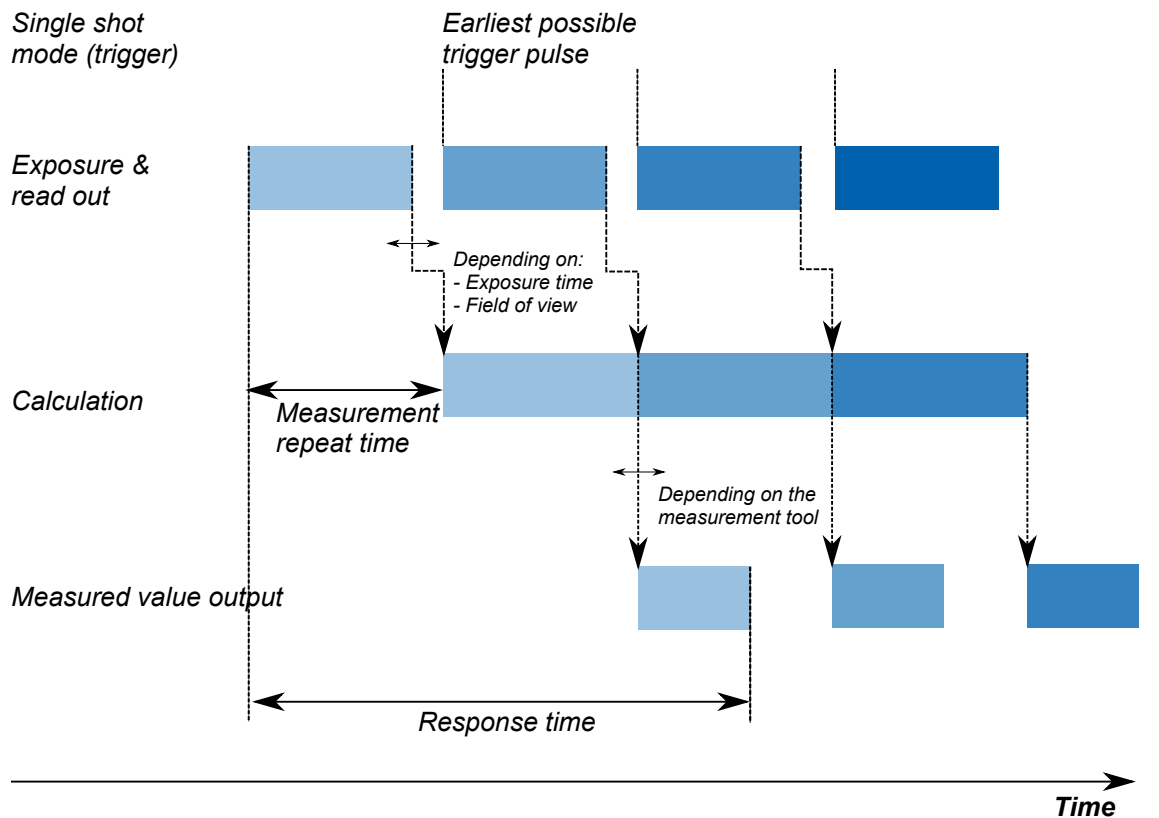 Single shot
mode (trigger)
Earliest possible
trigger pulse
Exposure &
read out
Depending on:
- Exposure time
- Field of view
Calculation
Measurement
repeat time
Depending on the
measurement tool
Measured value output
Response time
Time